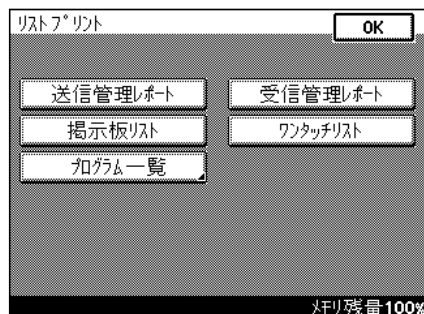 ﾘｽﾄﾌﾟﾘﾝﾄ
OK
送信管理ﾚﾎﾟｰﾄ
受信管理ﾚﾎﾟｰﾄ
掲示板ﾘｽﾄ
ﾜﾝﾀｯﾁﾘｽﾄ
ﾌﾟﾛｸﾞﾗﾑ一覧
ﾒﾓﾘ残量100%